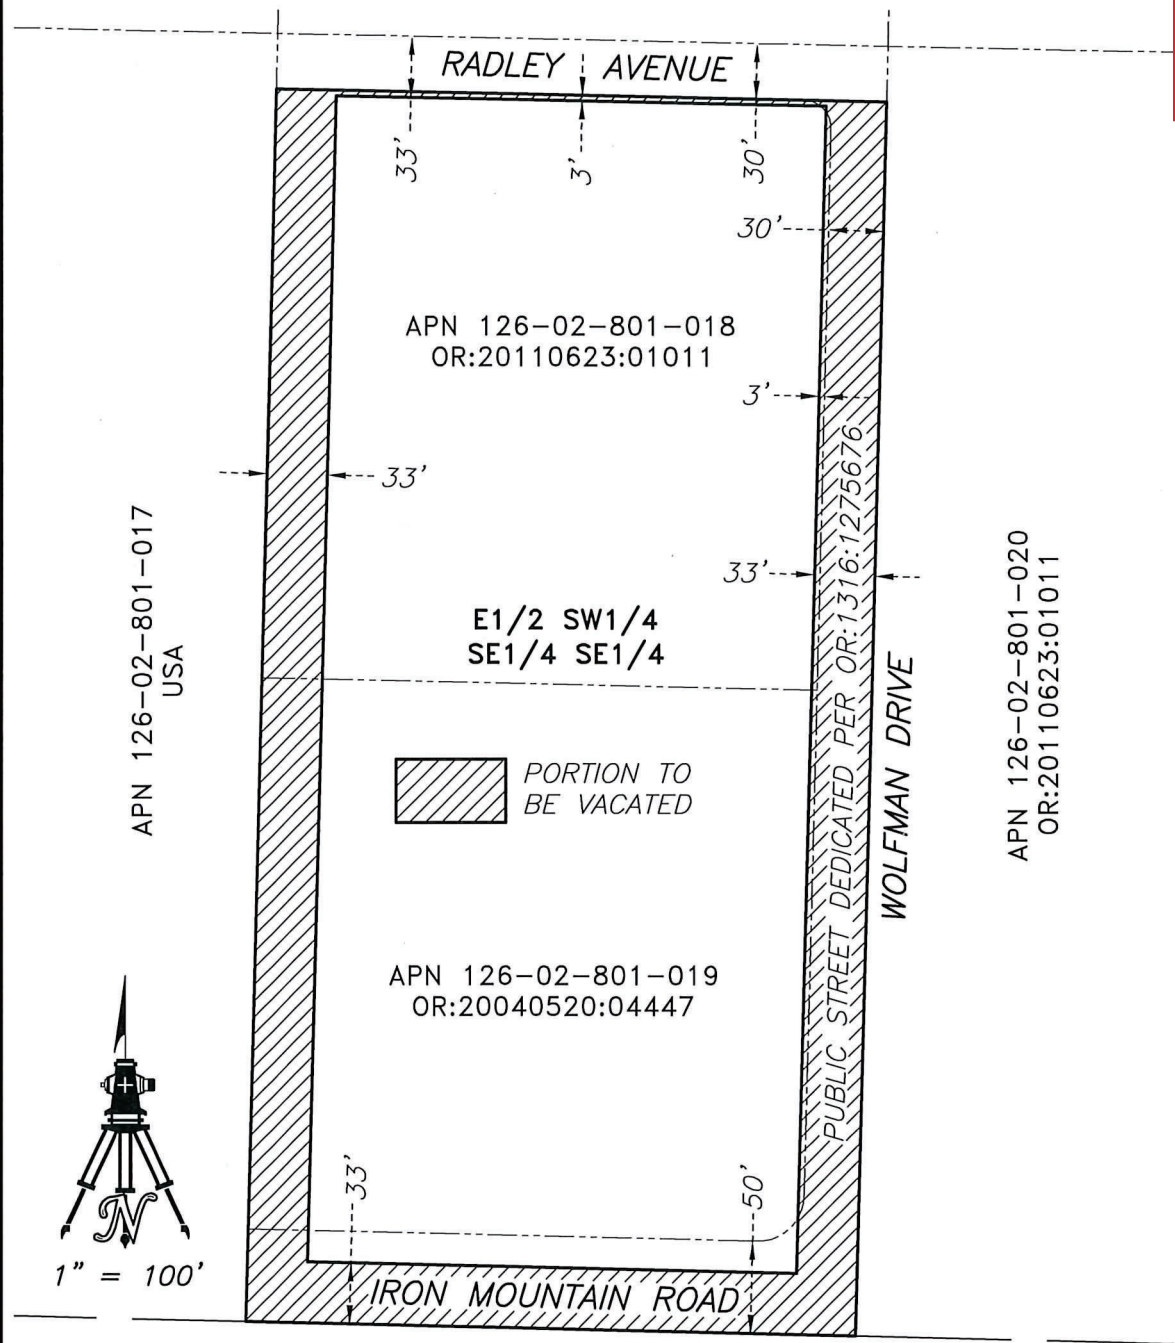 RADLEY AVENUE
33'
3'
30'
30'
APN 126-02-801-018
OR:20110623:01011
3'
33'
33'
APN 126-02-801-017
USA
E1/2 SW1/4
SE1/4 SE1/4
PUBLIC STREET DEDICATED PER OR:1316:1275676
WOLFMAN DRIVE
APN 126-02-801-020
OR:20110623:01011
PORTION TO
BE VACATED
APN 126-02-801-019
OR:20040520:04447
33'
50'
N
1" = 100'
IRON MOUNTAIN ROAD